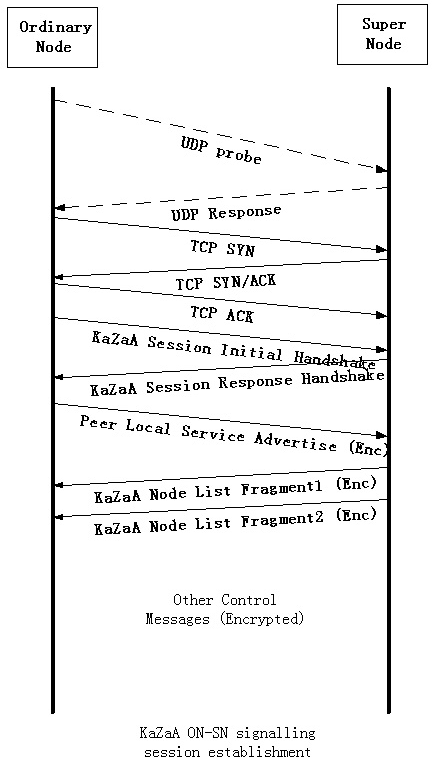 Ordinary
Node
Super
Node
UDP probe
UDP Response
TCP SYN
TCP SYN/ACK
TCP ACK
KaZaA Session Initial Handshake
KaZaA Session Response Handshake
Peer Local Service Advertise (Enc)
KaZaA Node List Fragment1 (Enc)
KaZaA Node List Fragment2 (Enc)
Other Control
Messages (Encrypted)
KaZaA ON-SN signalling
session establishment